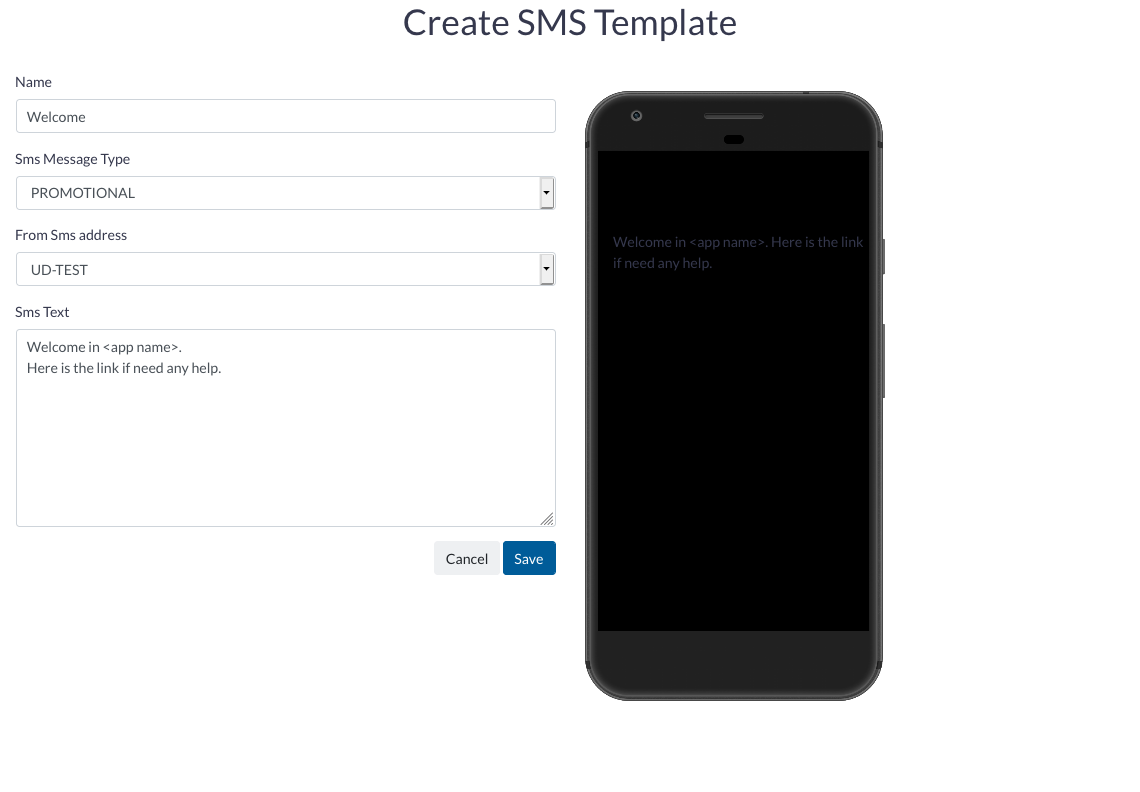 Create SMS Template
Name
Welcome
Sms Message Type
PROMOTIONAL
From Sms address
UD-TEST
Sms Text
Welcome in <app name>.
Here is the link if need any help.
Cancel Save
Welcome in <app name>. Here is the link
if need any help.